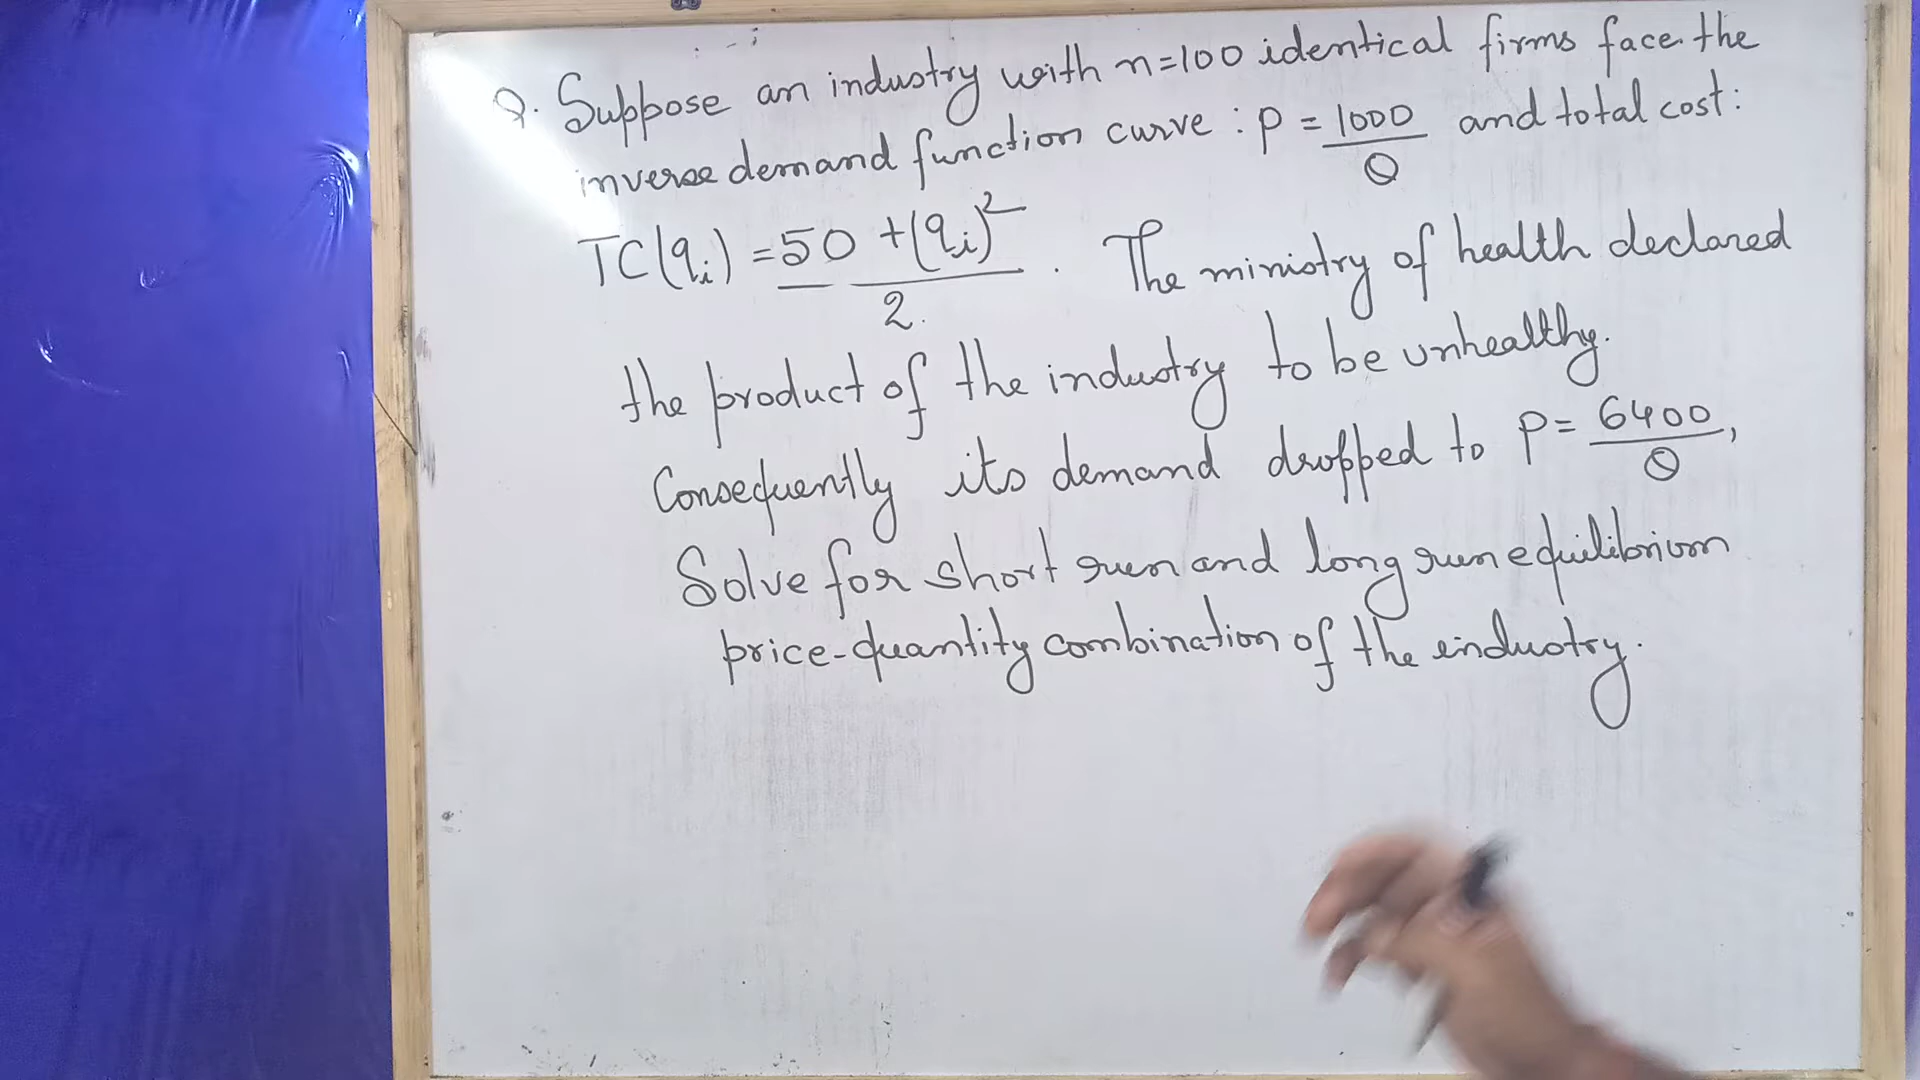 Q. Suppose an industry with n=100 identical firms face the
inverse demand function curve : P = 1000/Q and total cost:
TC(qi) = 50 + (qi)²/2. The ministry of health declared
the product of the industry to be unhealthy.
Consequently its demand dropped to P = 6400/Q,
Solve for short run and long run equilibrium
price-quantity combination of the industry.